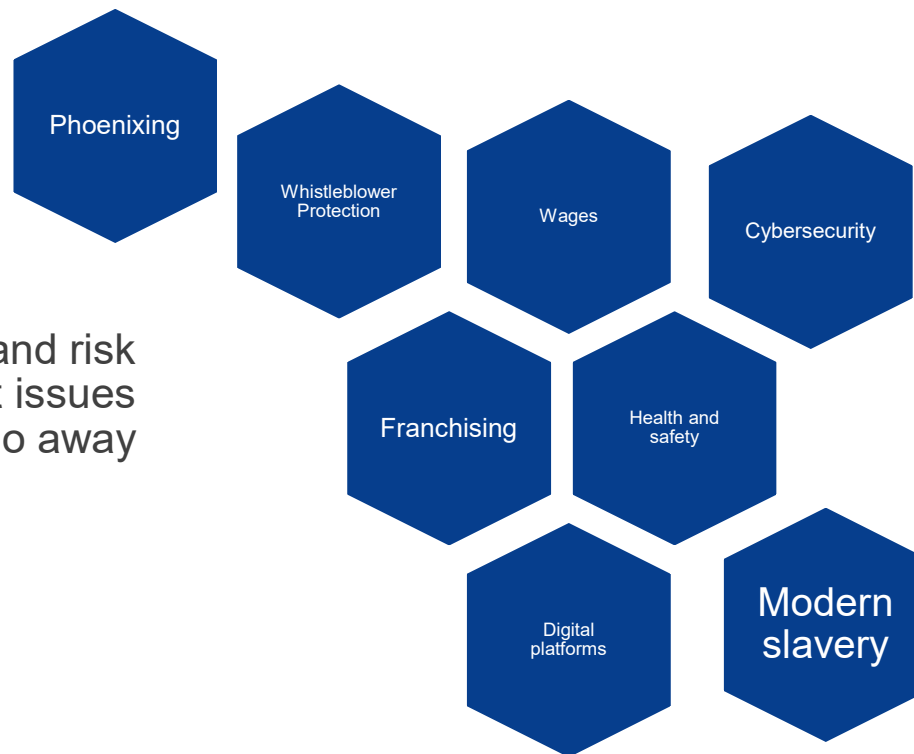 Phoenixing
Whistleblower
Protection
Wages
Cybersecurity
and risk
issues
away
Franchising
Health and
safety
Digital
platforms
Modern
slavery